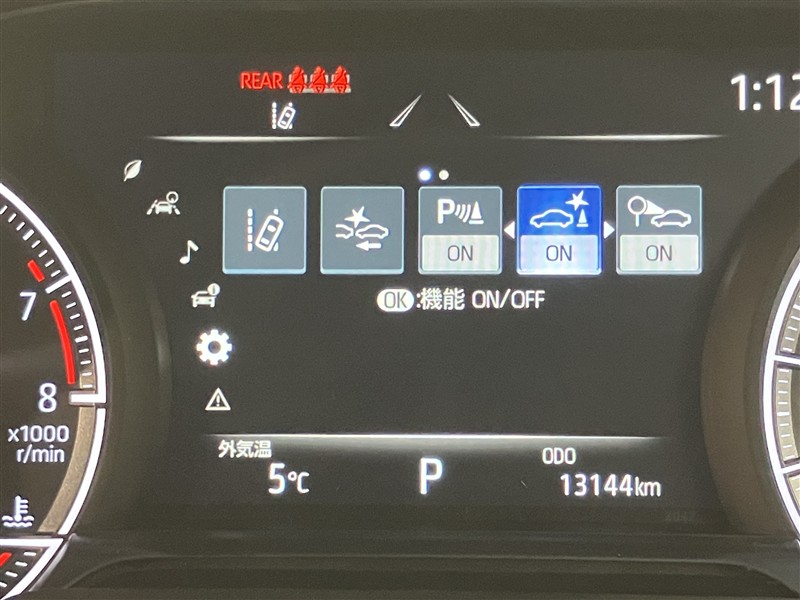 REAR
1:12
P ON
ON
ON
OK:機能 ON/OFF
7
8
x1000
r/min
外気温
5℃
P
ODO
13144km